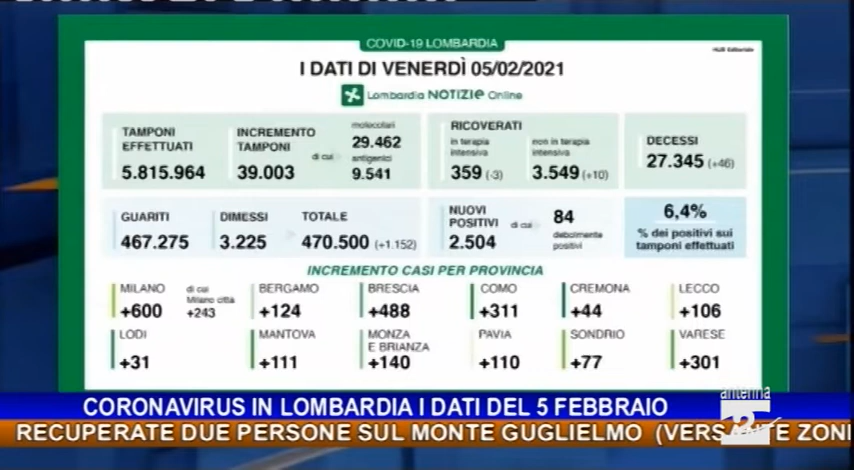 COVID-19 LOMBARDIA
HUB Editoriale
I DATI DI VENERDÌ 05/02/2021
Lombardia NOTIZIE Online
TAMPONI EFFETTUATI
5.815.964
INCREMENTO TAMPONI
39.003
di cui
molecolari
29.462
antigenici
9.541
RICOVERATI
in terapia intensiva
359 (-3)
non in terapia intensiva
3.549 (+10)
DECESSI
27.345 (+46)
GUARITI
467.275
DIMESSI
3.225
TOTALE
470.500 (+1.152)
NUOVI POSITIVI
2.504
di cui
84
debolmente positivi
6,4%
% dei positivi sui tamponi effettuati
INCREMENTO CASI PER PROVINCIA
MILANO
+600
di cui Milano città
+243
BERGAMO
+124
BRESCIA
+488
COMO
+311
CREMONA
+44
LECCO
+106
LODI
+31
MANTOVA
+111
MONZA E BRIANZA
+140
PAVIA
+110
SONDRIO
+77
VARESE
+301
CORONAVIRUS IN LOMBARDIA I DATI DEL 5 FEBBRAIO
antenna
2
RECUPERATE DUE PERSONE SUL MONTE GUGLIELMO (VERSANTE ZONE